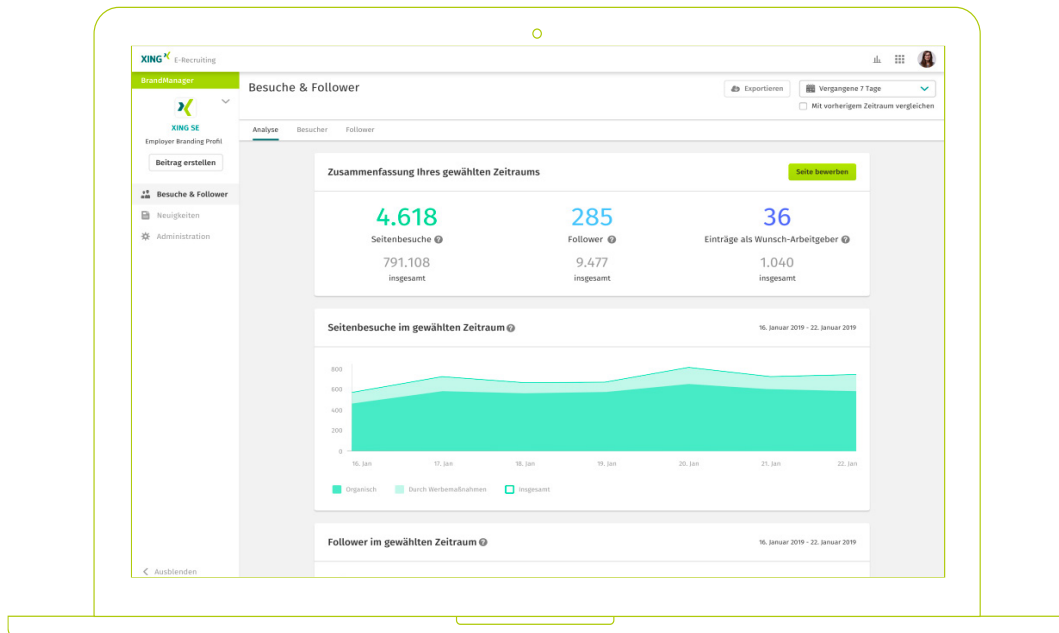 XING E-Recruiting
BrandManager
XING SE
Employer Branding Profil
Beitrag erstellen
Besuche & Follower
Neuigkeiten
Administration
Ausblenden
Besuche & Follower
Exportieren
Vergangene 7 Tage
Mit vorherigem Zeitraum vergleichen
Analyse Besucher Follower
Zusammenfassung Ihres gewählten Zeitraums
Seite bewerben
4.618 285 36
Seitenbesuche ? Follower ? Einträge als Wunsch-Arbeitgeber ?
791.108 9.477 1.040
insgesamt insgesamt insgesamt
Seitenbesuche im gewählten Zeitraum ?
16. Januar 2019 - 22. Januar 2019
800
600
400
200
0
16. Jan 17. Jan 18. Jan 19. Jan 20. Jan 21. Jan 22. Jan
Organisch Durch Werbemaßnahmen Insgesamt
Follower im gewählten Zeitraum ?
16. Januar 2019 - 22. Januar 2019